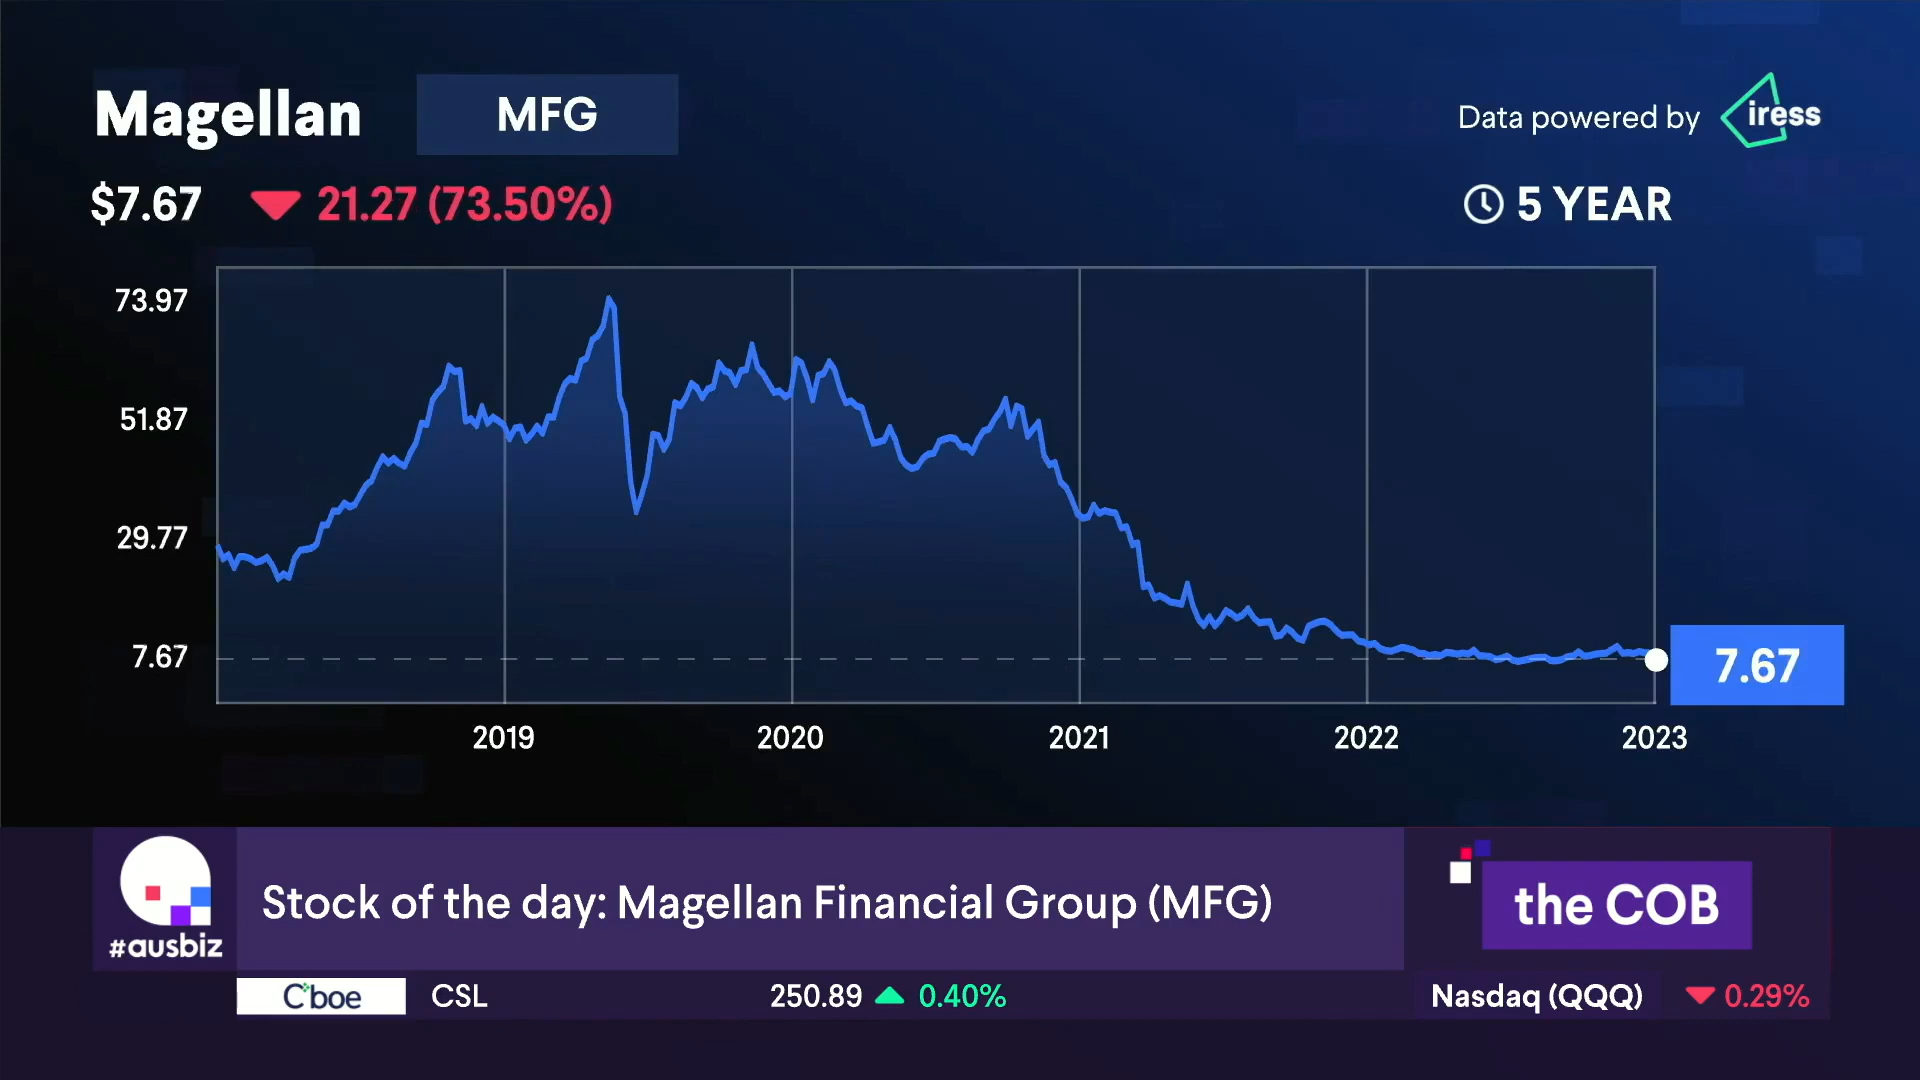 Magellan MFG
Data powered by iress
$7.67 21.27 (73.50%)
5 YEAR
73.97
51.87
29.77
7.67
7.67
2019 2020 2021 2022 2023
Stock of the day: Magellan Financial Group (MFG)
#ausbiz
the COB
Cboe CSL 250.89 0.40% Nasdaq (QQQ) 0.29%